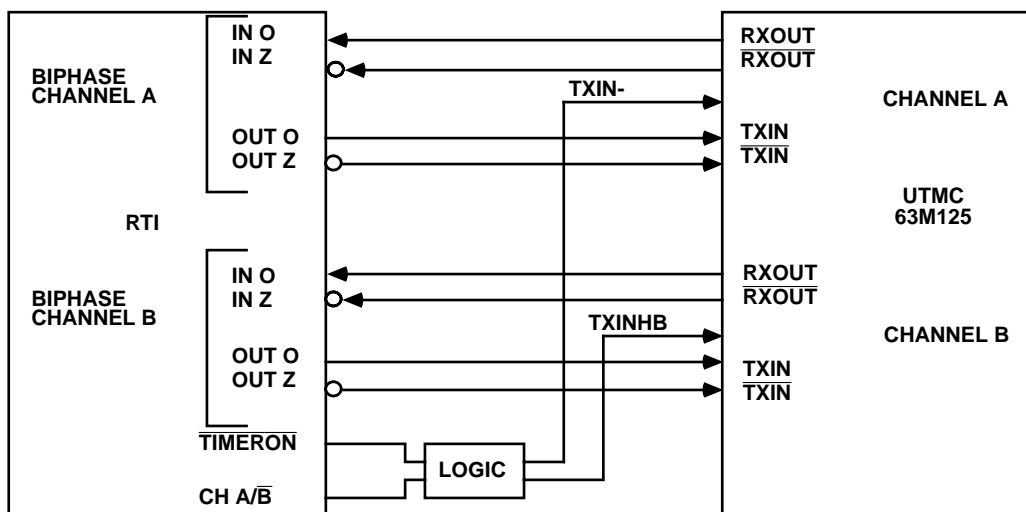 IN O
IN Z
BIPHASE
CHANNEL A
OUT O
OUT Z
RTI
BIPHASE
CHANNEL B
IN O
IN Z
OUT O
OUT Z
TIMERON
CH A/B
LOGIC
TXIN-
TXINHB
RXOUT
RXOUT
CHANNEL A
TXIN
TXIN
UTMC
63M125
RXOUT
RXOUT
CHANNEL B
TXIN
TXIN